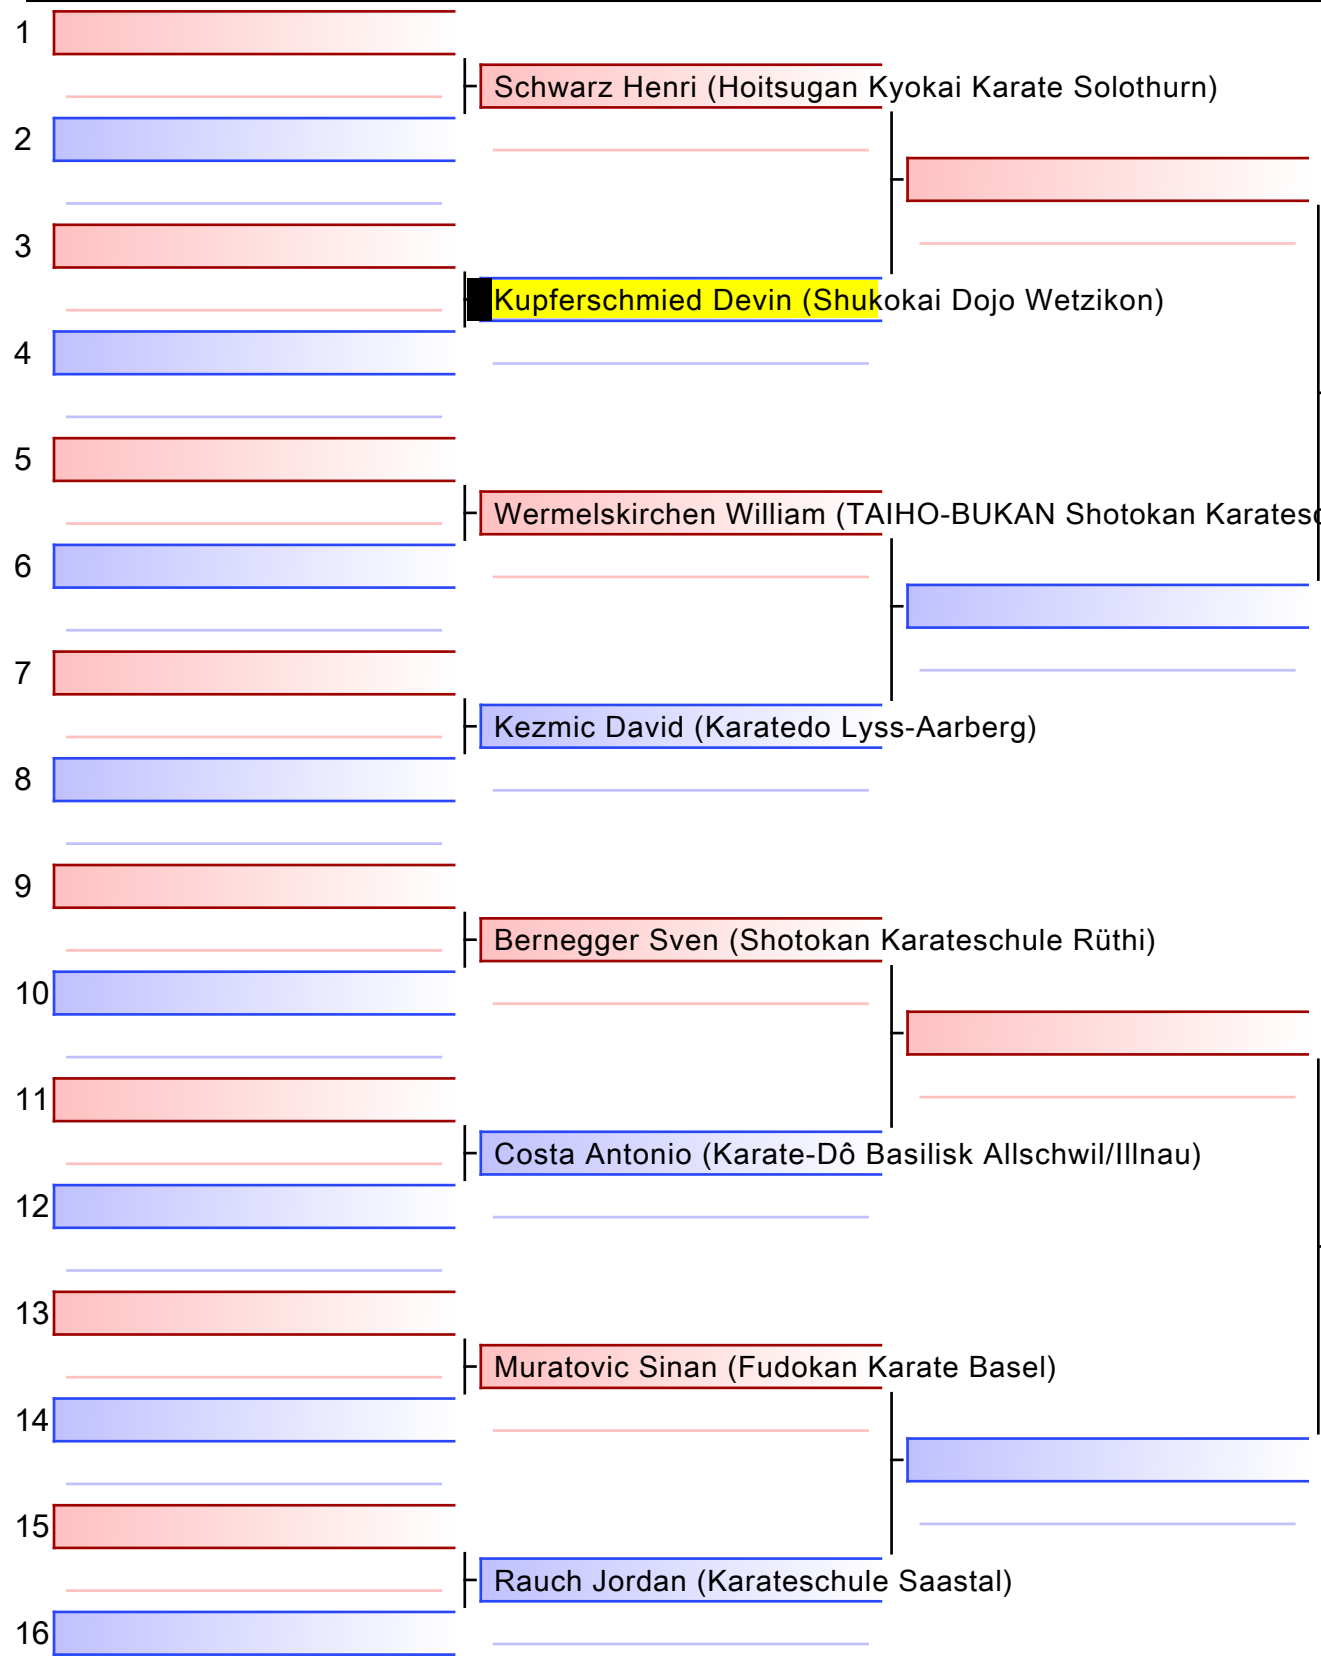 1
Schwarz Henri (Hoitsugan Kyokai Karate Solothurn)
2
3
Kupferschmied Devin (Shukokai Dojo Wetzikon)
4
5
Wermelskirchen William (TAIHO-BUKAN Shotokan
6
7
Kezmic David (Karatedo Lyss-Aarberg)
8
9
Bernegger Sven (Shotokan Karateschule Rüthi)
10
11
Costa Antonio (Karate-Dô Basilisk Allschwil/Illnau)
12
13
Muratovic Sinan (Fudokan Karate Basel)
14
15
Rauch Jordan (Karateschule Saastal)
16